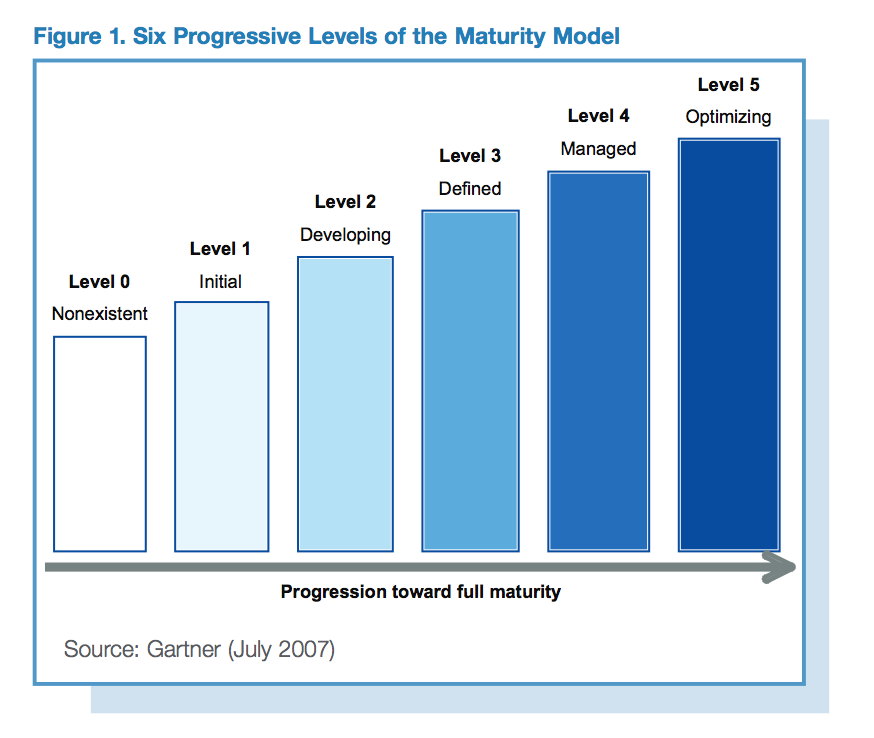 Figure 1. Six Progressive Levels of the Maturity Model
Level 0
Nonexistent
Level 1
Initial
Level 2
Developing
Level 3
Defined
Level 4
Managed
Level 5
Optimizing
Progression toward full maturity
Source: Gartner (July 2007)